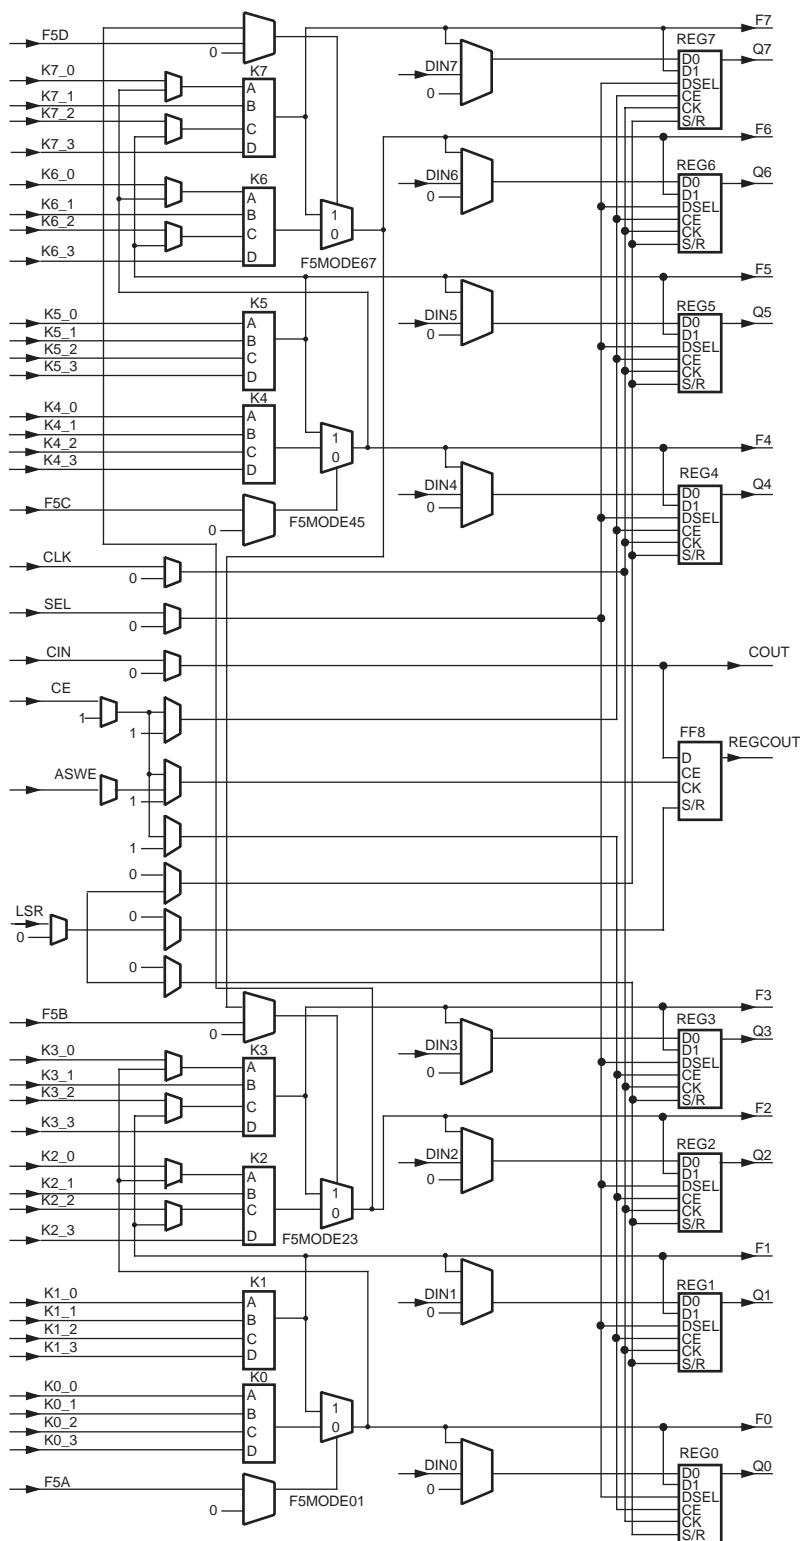 F7
REG7
Q7
F5D
0
K7_0
K7_1
K7_2
K7_3
K7
A
B
C
D
DIN7
0
D0
D1
DSEL
CE
CK
S/R
F6
REG6
Q6
K6_0
K6_1
K6_2
K6_3
K6
A
B
C
D
1
0
F5MODE67
DIN6
0
D0
D1
DSEL
CE
CK
S/R
F5
REG5
Q5
K5_0
K5_1
K5_2
K5_3
K5
A
B
C
D
DIN5
0
D0
D1
DSEL
CE
CK
S/R
F4
REG4
Q4
K4_0
K4_1
K4_2
K4_3
K4
A
B
C
D
1
0
DIN4
0
D0
D1
DSEL
CE
CK
S/R
F5C
0
F5MODE45
CLK
0
SEL
0
CIN
0
COUT
CE
1
1
FF8
REGCOUT
D
CE
CK
S/R
ASWE
1
1
0
LSR
0
0
0
F5B
0
F3
REG3
Q3
K3_0
K3_1
K3_2
K3_3
K3
A
B
C
D
DIN3
0
D0
D1
DSEL
CE
CK
S/R
F2
REG2
Q2
K2_0
K2_1
K2_2
K2_3
K2
A
B
C
D
1
0
F5MODE23
DIN2
0
D0
D1
DSEL
CE
CK
S/R
F1
REG1
Q1
K1_0
K1_1
K1_2
K1_3
K1
A
B
C
D
DIN1
0
D0
D1
DSEL
CE
CK
S/R
F0
REG0
Q0
K0_0
K0_1
K0_2
K0_3
K0
A
B
C
D
1
0
DIN0
0
D0
D1
DSEL
CE
CK
S/R
F5A
0
F5MODE01